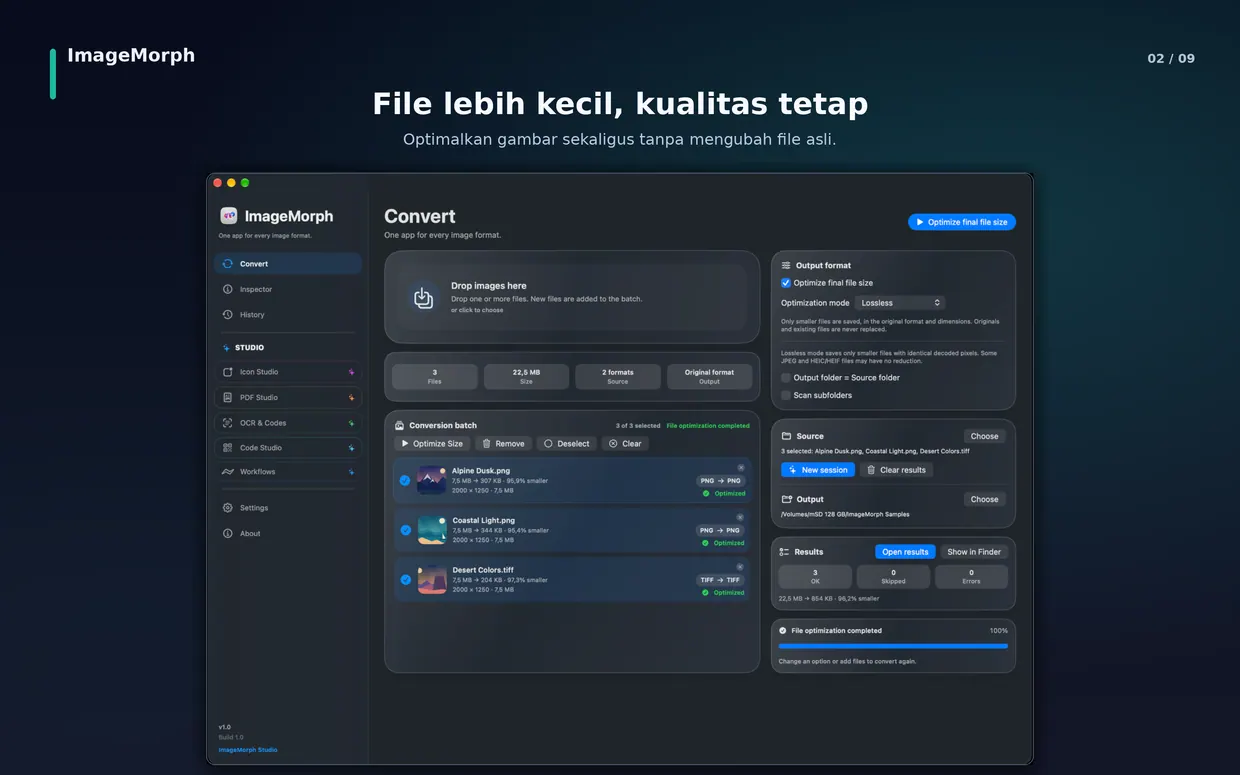 ImageMorph
02 / 09
File lebih kecil, kualitas tetap
Optimalkan gambar sekaligus tanpa mengubah file asli.
ImageMorph
One app for every image format.
Convert
Inspector
History
STUDIO
Icon Studio
PDF Studio
OCR & Codes
Code Studio
Workflows
Settings
About
v1.0
Build 1.0
ImageMorph Studio
Convert
One app for every image format.
Optimize final file size
Drop images here
Drop one or more files. New files are added to the batch.
or click to choose
3
Files
22,5 MB
Size
2 formats
Source
Original format
Output
Conversion batch
3 of 3 selected File optimization completed
Optimize Size
Remove
Deselect
Clear
Alpine Dusk.png
7,5 MB → 307 KB · 95,9% smaller
2000 × 1250 · 7,5 MB
PNG → PNG
Optimized
Coastal Light.png
7,5 MB → 344 KB · 95,4% smaller
2000 × 1250 · 7,5 MB
PNG → PNG
Optimized
Desert Colors.tiff
7,5 MB → 204 KB · 97,3% smaller
2000 × 1250 · 7,5 MB
TIFF → TIFF
Optimized
Output format
Optimize final file size
Optimization mode Lossless
Only smaller files are saved, in the original format and dimensions. Originals
and existing files are never replaced.
Lossless mode saves only smaller files with identical decoded pixels. Some
JPEG and HEIC/HEIF files may have no reduction.
Output folder = Source folder
Scan subfolders
Source
Choose
3 selected: Alpine Dusk.png, Coastal Light.png, Desert Colors.tiff
New session
Clear results
Output
Choose
/Volumes/mSD 128 GB/ImageMorph Samples
Results
Open results
Show in Finder
3
OK
0
Skipped
0
Errors
22,5 MB → 854 KB · 96,2% smaller
File optimization completed
100%
Change an option or add files to convert again.